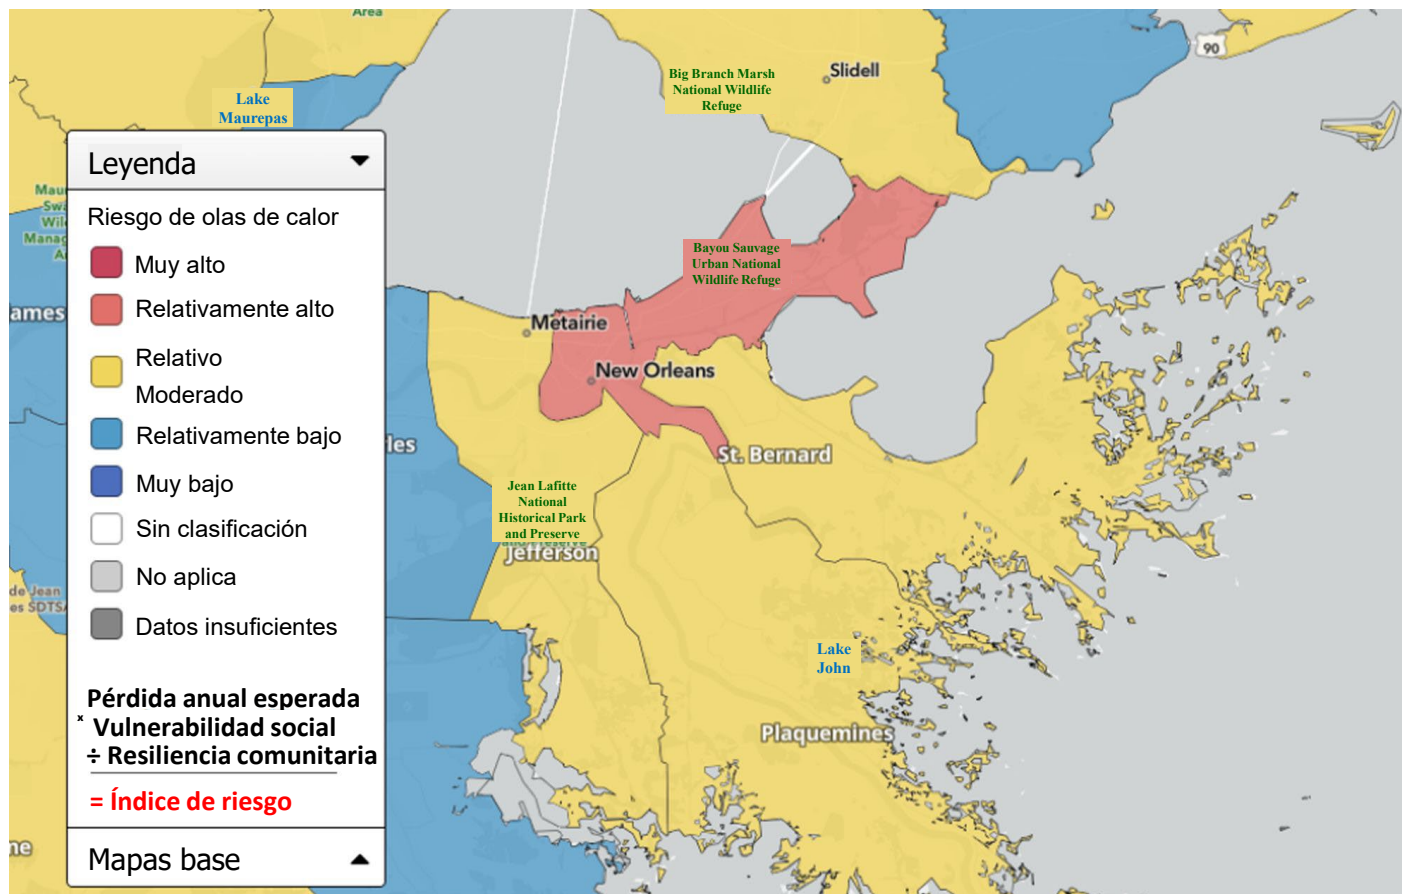 Area
Big Branch Marsh
National Wildlife
Refuge
Slidell
90
Lake
Maurepas
Leyenda
Riesgo de olas de calor
Muy alto
Relativamente alto
Relativo
Moderado
Relativamente bajo
Muy bajo
Sin clasificación
No aplica
Datos insuficientes
Pérdida anual esperada
x Vulnerabilidad social
÷ Resiliencia comunitaria
= Índice de riesgo
Mapas base
Bayou Sauvage
Urban National
Wildlife Refuge
Metairie
New Orleans
St. Bernard
Jean Lafitte
National
Historical Park
and Preserve
Jefferson
Lake
John
Plaquemines